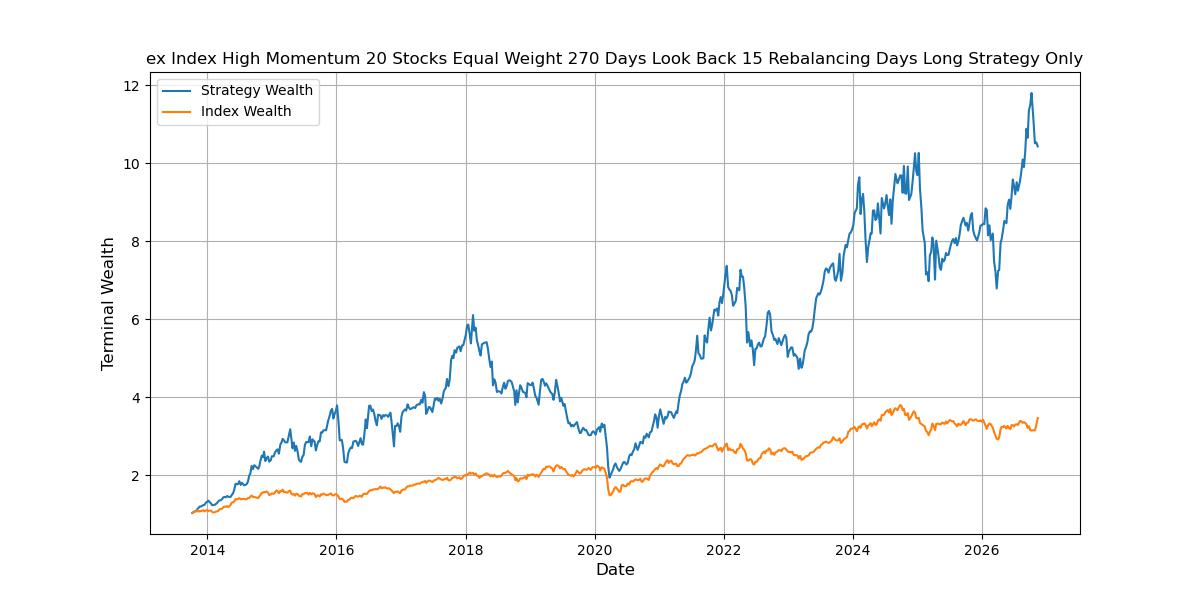 ex Index High Momentum 20 Stocks Equal Weight 270 Days Look Back 15 Rebalancing Days Long Strategy Only
Strategy Wealth
Index Wealth
12
10
8
6
4
2
Terminal Wealth
2014 2016 2018 2020 2022 2024 2026
Date